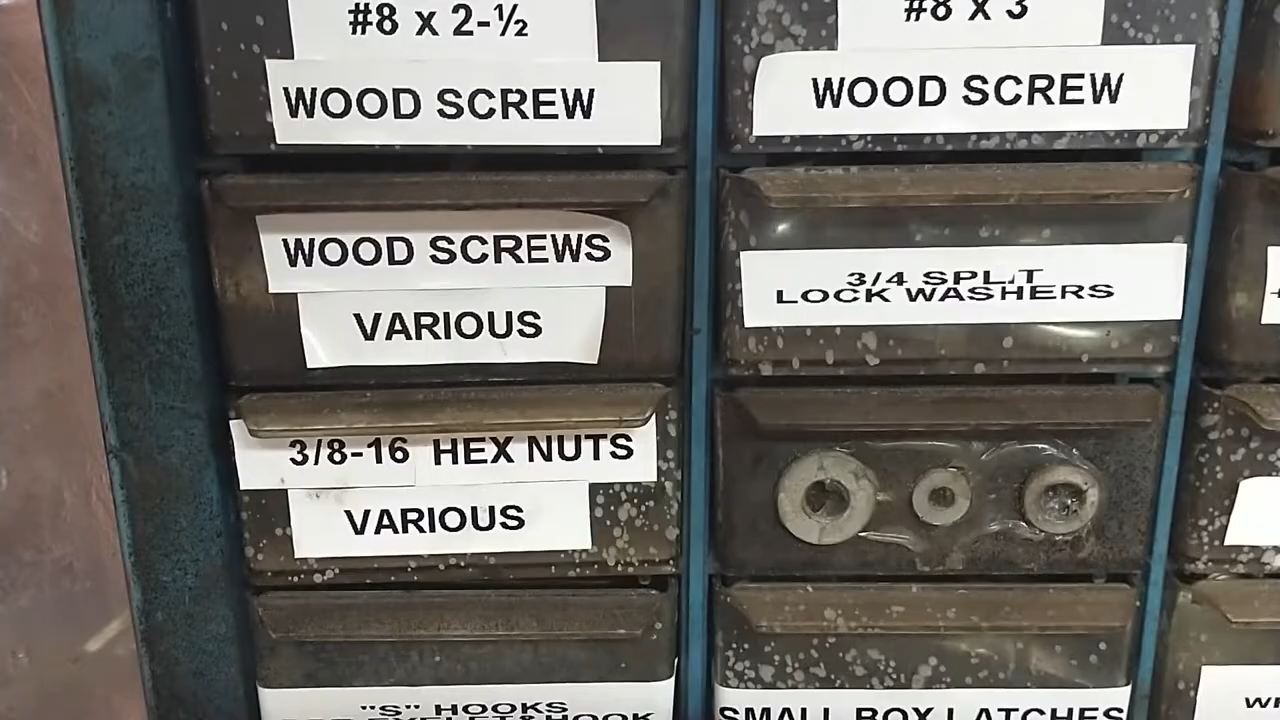 #8 x 2-½
WOOD SCREW
#8 x 3
WOOD SCREW
WOOD SCREWS
VARIOUS
3/4 SPLIT
LOCK WASHERS
3/8-16 HEX NUTS
VARIOUS
"S" HOOKS
SMALL BOX LATCHES